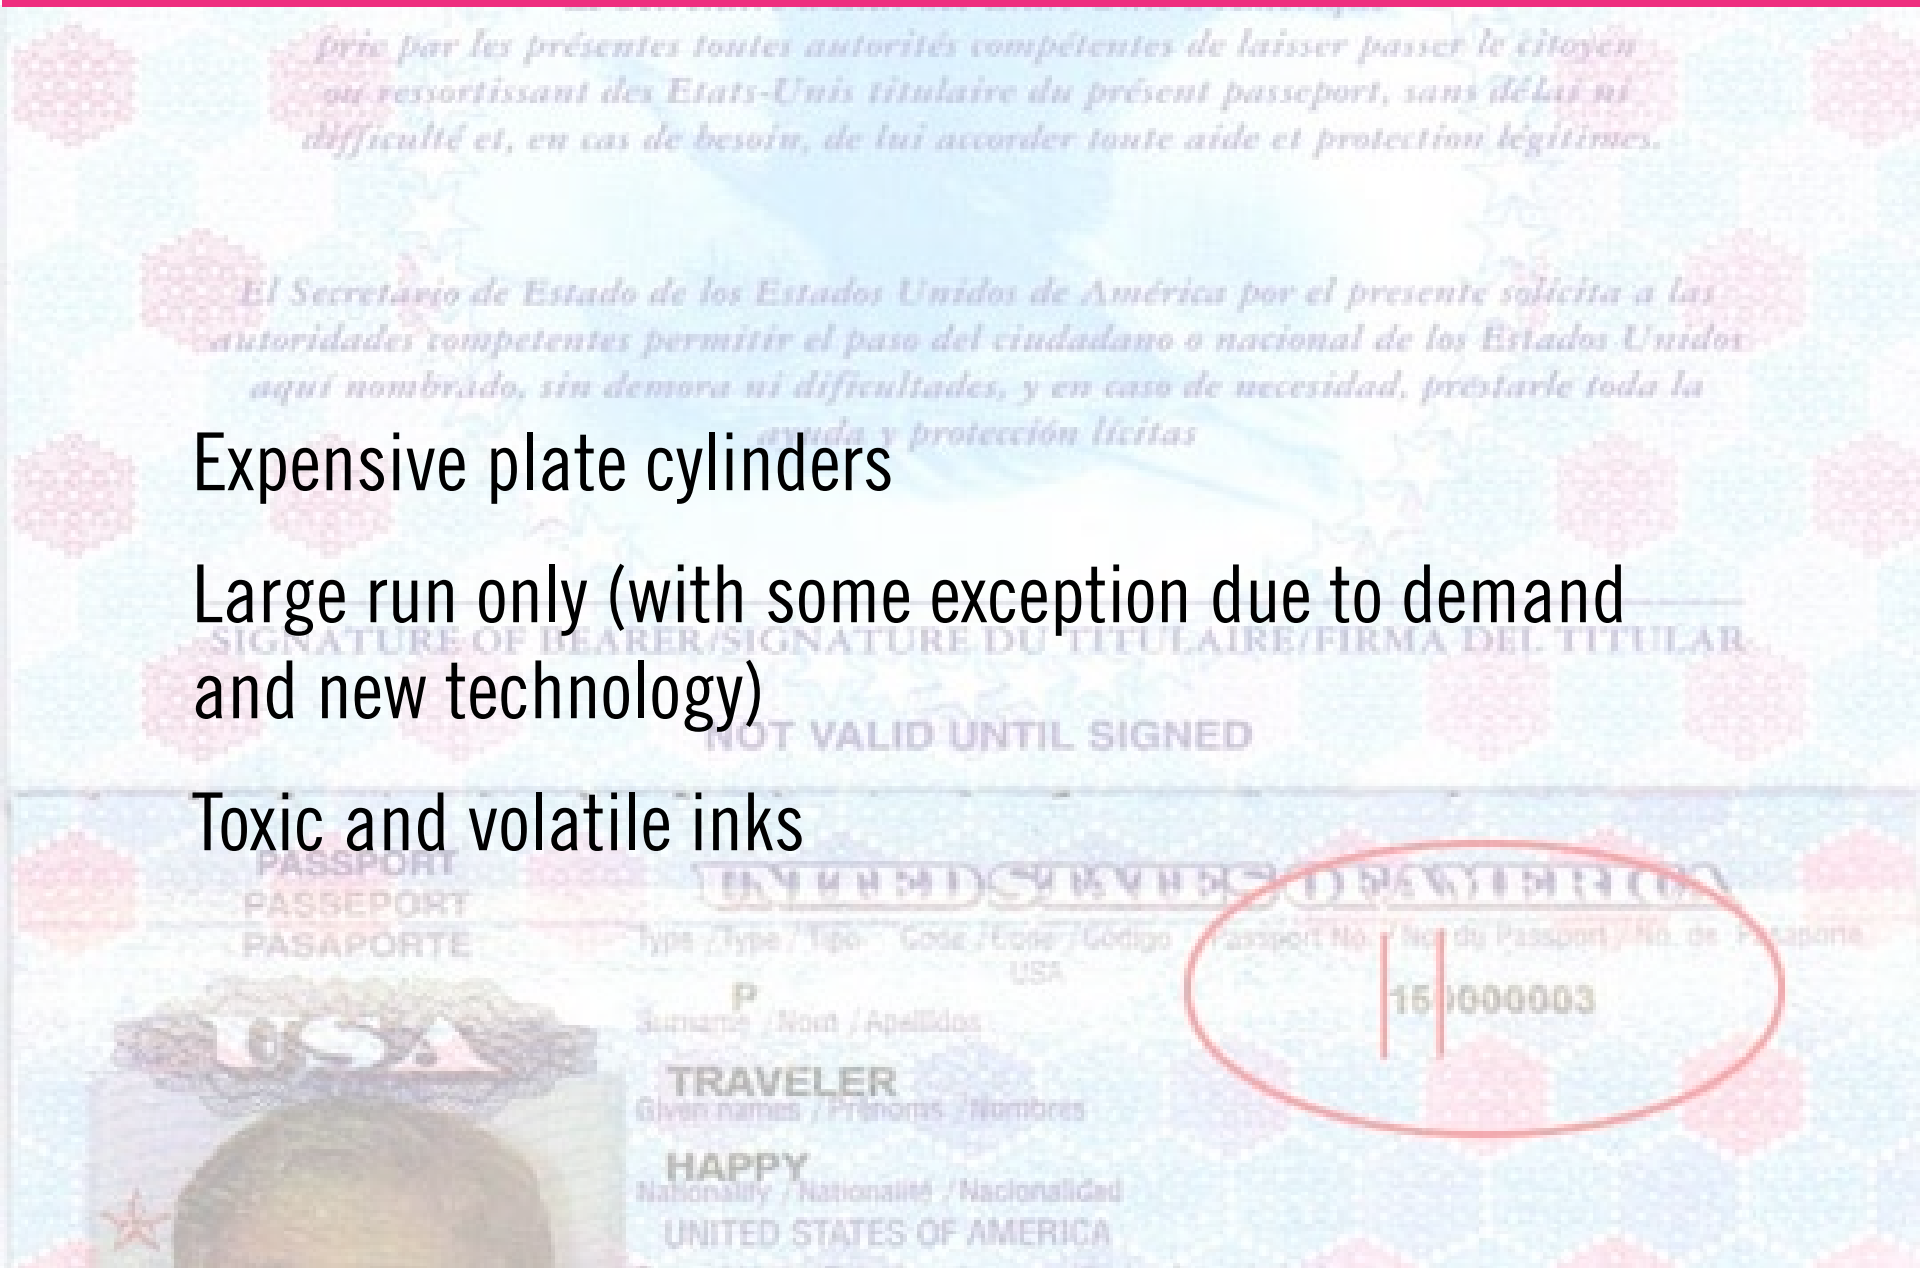 prie par les présentes toutes autorités compétentes de laisser passer le citoyen
ou ressortissant des Etats-Unis titulaire du présent passeport, sans délai ni
difficulté et, en cas de besoin, de lui accorder toute aide et protection légitimes.
El Secretario de Estado de los Estados Unidos de América por el presente solicita a las
autoridades competentes permitir el paso del ciudadano o nacional de los Estados Unidos
aquí nombrado, sin demora ni dificultades, y en caso de necesidad, prestarle toda la
ayuda y protección lícitas
Expensive plate cylinders
Large run only (with some exception due to demand
SIGNATURE OF BEARER/SIGNATURE DU TITULAIRE/FIRMA DEL TITULAR
and new technology)
NOT VALID UNTIL SIGNED
Toxic and volatile inks
PASSPORT
PASSEPORT
PASAPORTE
UNITED STATES OF AMERICA
Type / Type / Tipo Code / Code / Código Passport No. / No. du Passport / No. de Pasaporte
USA
P
150000003
Surname / Nom / Apellidos
USA
TRAVELER
Given names / Prénoms / Nombres
HAPPY
Nationality / Nationalité / Nacionalidad
UNITED STATES OF AMERICA